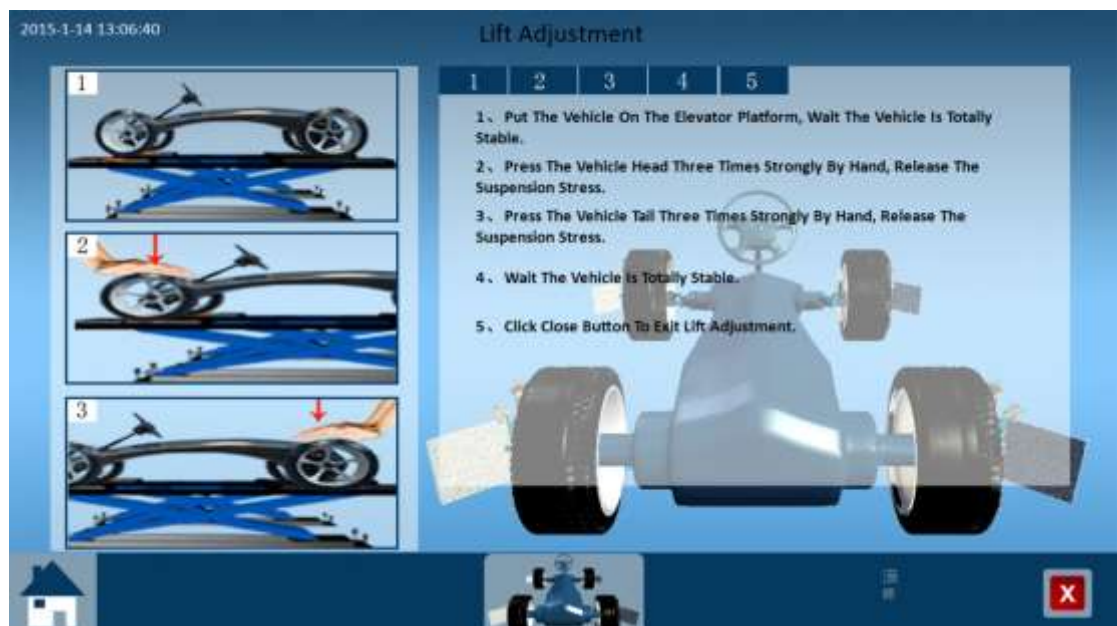 2015-1-14 13:06:40
Lift Adjustment
1
2
3
1 2 3 4 5
1、Put The Vehicle On The Elevator Platform, Wait The Vehicle Is Totally
Stable.
2、Press The Vehicle Head Three Times Strongly By Hand, Release The
Suspension Stress.
3、Press The Vehicle Tail Three Times Strongly By Hand, Release The
Suspension Stress.
4、Wait The Vehicle Is Totally Stable.
5、Click Close Button To Exit Lift Adjustment.
X